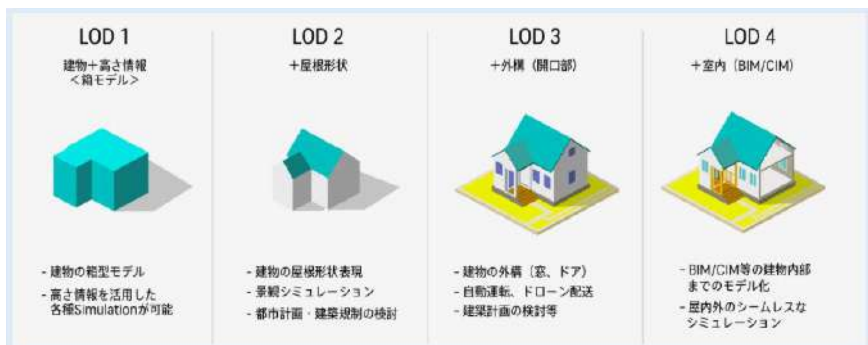 LOD 1
建物+高さ情報
<箱モデル>
- 建物の箱型モデル
- 高さ情報を活用した
各種Simulationが可能
LOD 2
+屋根形状
- 建物の屋根形状表現
- 景観シミュレーション
- 都市計画・建築規制の検討
LOD 3
+外構(開口部)
- 建物の外構(窓、ドア)
- 自動運転、ドローン配送
- 建築計画の検討等
LOD 4
+室内(BIM/CIM)
- BIM/CIM等の建物内部
までのモデル化
- 屋内外のシームレスな
シミュレーション